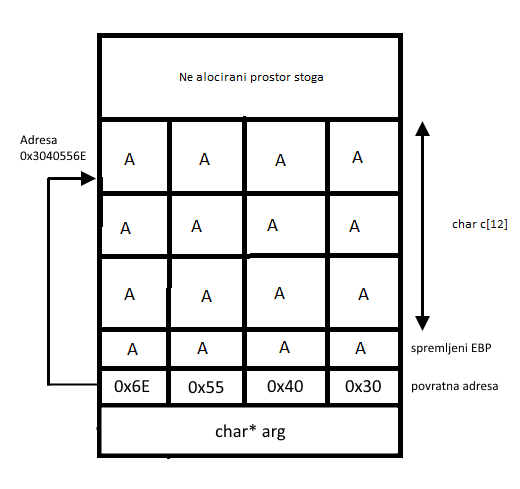 Ne alocirani prostor stoga
Adresa
0x3040556E
A A A A
A A A A
char c[12]
A A A A
A A A A
spremljeni EBP
0x6E 0x55 0x40 0x30
povratna adresa
char* arg